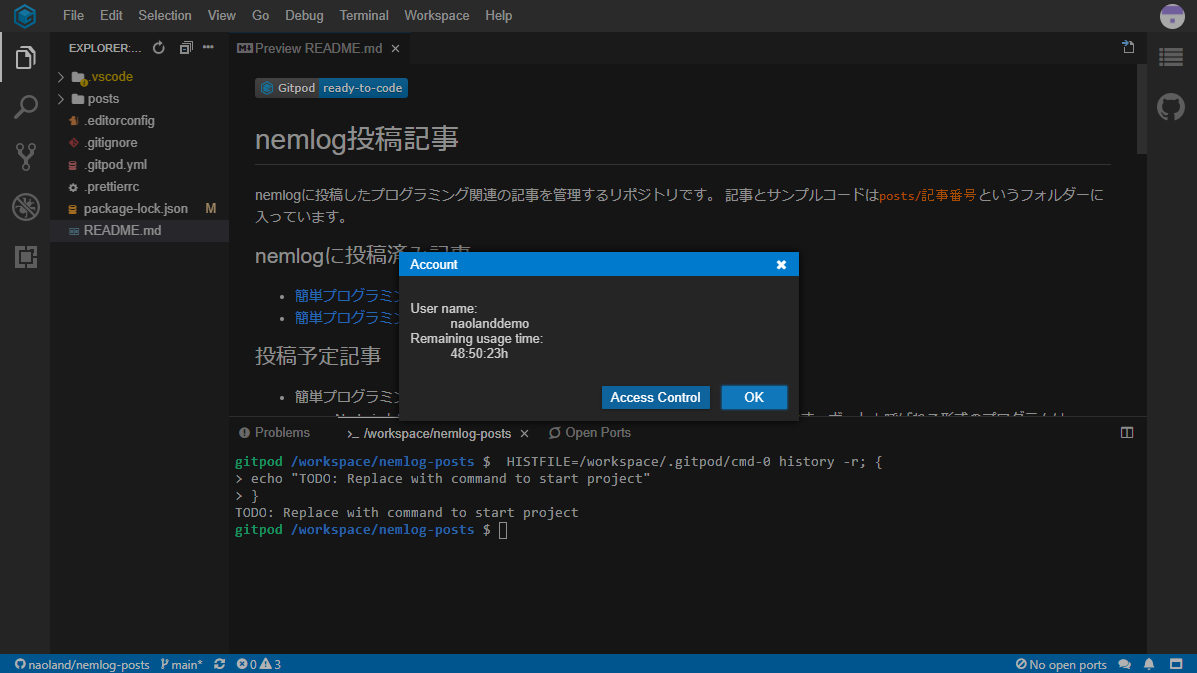 File Edit Selection View Go Debug Terminal Workspace Help
EXPLORER:...
Preview README.md
.vscode
posts
.editorconfig
.gitignore
.gitpod.yml
.prettierrc
package-lock.json M
README.md
Gitpod ready-to-code
nemlog投稿記事
nemlogに投稿したプログラミング関連の記事を管理するリポジトリです。 記事とサンプルコードはposts/記事番号というフォルダーに
入っています。
nemlogに投稿済み記事
簡単プログラミン
簡単プログラミン
投稿予定記事
簡単プログラミン
Account
User name:
naolanddemo
Remaining usage time:
48:50:23h
Access Control OK
Problems >_ /workspace/nemlog-posts Open Ports
gitpod /workspace/nemlog-posts $ HISTFILE=/workspace/.gitpod/cmd-0 history -r; {
> echo "TODO: Replace with command to start project"
> }
TODO: Replace with command to start project
gitpod /workspace/nemlog-posts $
naoland/nemlog-posts main* 0 3 No open ports